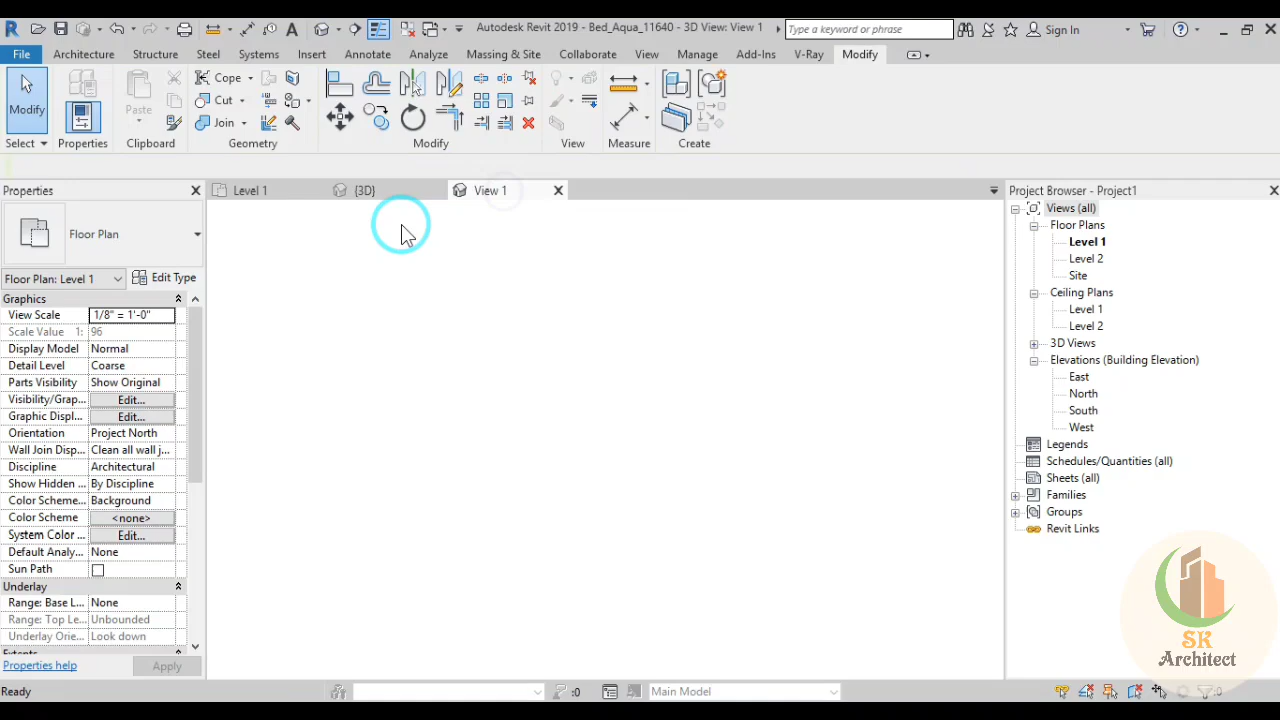 Autodesk Revit 2019 - Bed_Aqua_11640 - 3D View: View 1
Type a keyword or phrase
Sign In
File Architecture Structure Steel Systems Insert Annotate Analyze Massing & Site Collaborate View Manage Add-Ins V-Ray Modify
Modify Paste Cope Cut Join
Select Properties Clipboard Geometry Modify View Measure Create
Properties
Level 1 {3D} View 1
Project Browser - Project1
Floor Plan
Floor Plan: Level 1 Edit Type
Graphics
View Scale 1/8" = 1'-0"
Scale Value 1: 96
Display Model Normal
Detail Level Coarse
Parts Visibility Show Original
Visibility/Grap... Edit...
Graphic Displ... Edit...
Orientation Project North
Wall Join Disp... Clean all wall j...
Discipline Architectural
Show Hidden ... By Discipline
Color Scheme... Background
Color Scheme <none>
System Color ... Edit...
Default Analy... None
Sun Path
Underlay
Range: Base L... None
Range: Top Le... Unbounded
Underlay Orie... Look down
Extents
Properties help Apply
Views (all)
Floor Plans
Level 1
Level 2
Site
Ceiling Plans
Level 1
Level 2
3D Views
Elevations (Building Elevation)
East
North
South
West
Legends
Schedules/Quantities (all)
Sheets (all)
Families
Groups
Revit Links
SK
Architect
Ready :0 Main Model :0